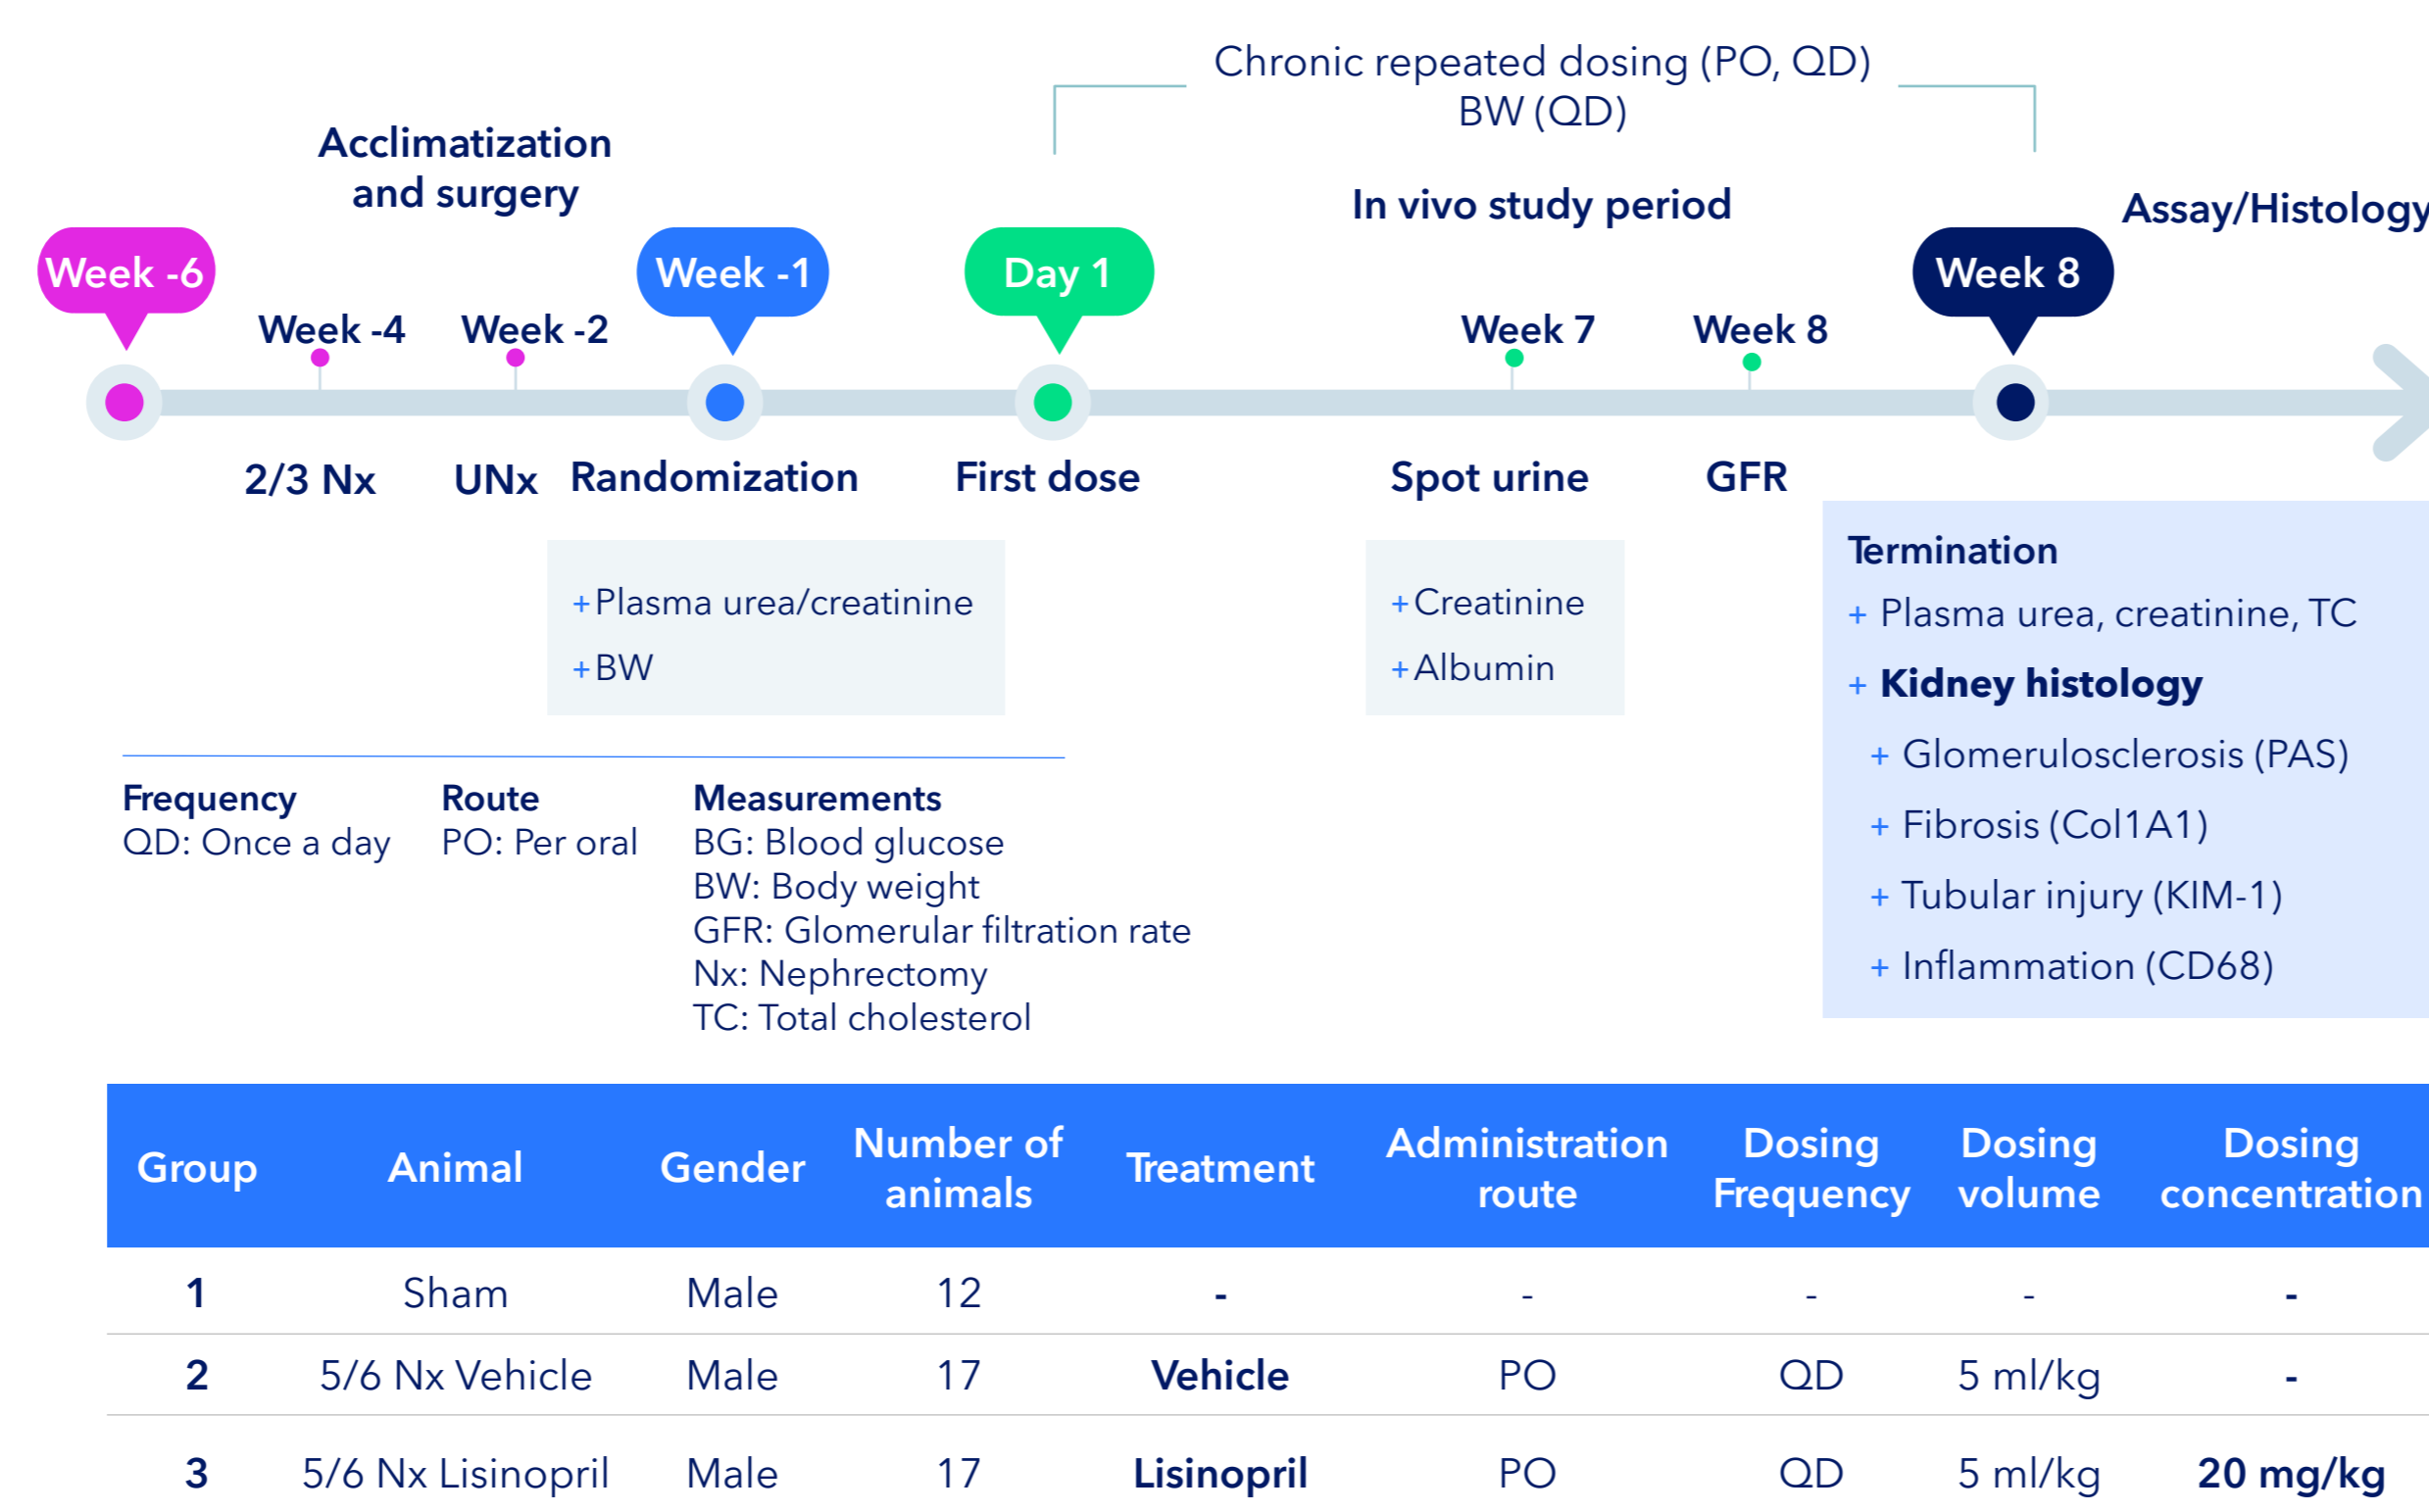 Chronic repeated dosing (PO, QD)
BW (QD)
Acclimatization
and surgery
In vivo study period
Assay/Histology
Week -6
Week -1
Day 1
Week 8
Week -4
Week -2
Week 7
Week 8
2/3 Nx
UNx
Randomization
First dose
Spot urine
GFR
+ Plasma urea/creatinine
+ BW
+ Creatinine
+ Albumin
Termination
+ Plasma urea, creatinine, TC
+ Kidney histology
+ Glomerulosclerosis (PAS)
+ Fibrosis (Col1A1)
+ Tubular injury (KIM-1)
+ Inflammation (CD68)
Frequency
QD: Once a day
Route
PO: Per oral
Measurements
BG: Blood glucose
BW: Body weight
GFR: Glomerular filtration rate
Nx: Nephrectomy
TC: Total cholesterol
Group Animal Gender Number of animals Treatment Administration route Dosing Frequency Dosing volume Dosing concentration
1 Sham Male 12 - - - - -
2 5/6 Nx Vehicle Male 17 Vehicle PO QD 5 ml/kg -
3 5/6 Nx Lisinopril Male 17 Lisinopril PO QD 5 ml/kg 20 mg/kg